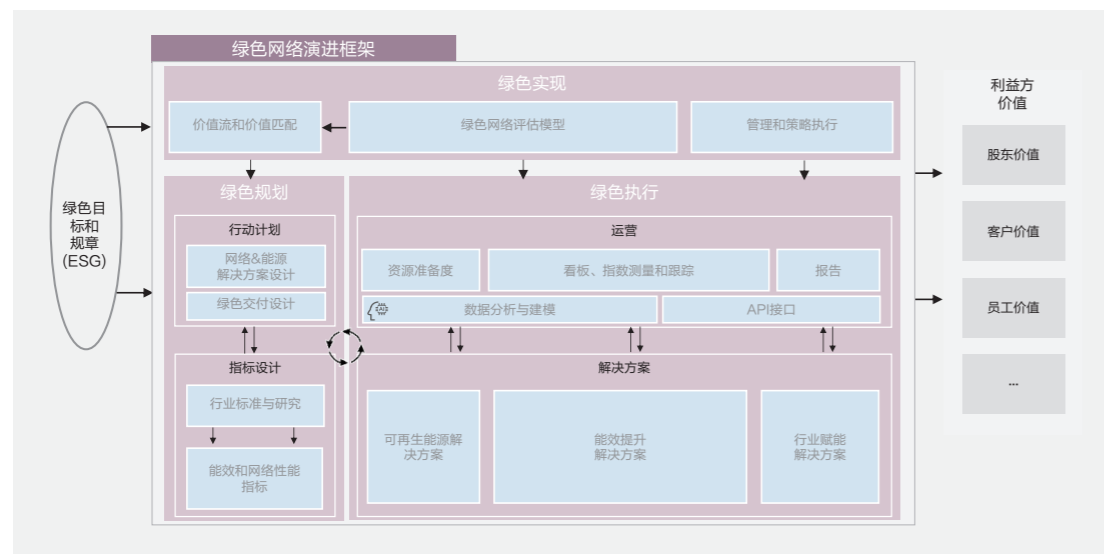 绿色网络演进框架
绿色目
标和
规章
(ESG)
绿色实现
价值流和价值匹配
绿色网络评估模型
管理和策略执行
绿色规划
行动计划
网络&能源
解决方案设计
绿色交付设计
指标设计
行业标准与研究
能效和网络性能
指标
绿色执行
运营
资源准备度
看板、指数测量和跟踪
报告
数据分析与建模
API接口
解决方案
可再生能源解
决方案
能效提升
解决方案
行业赋能
解决方案
利益方
价值
股东价值
客户价值
员工价值
...